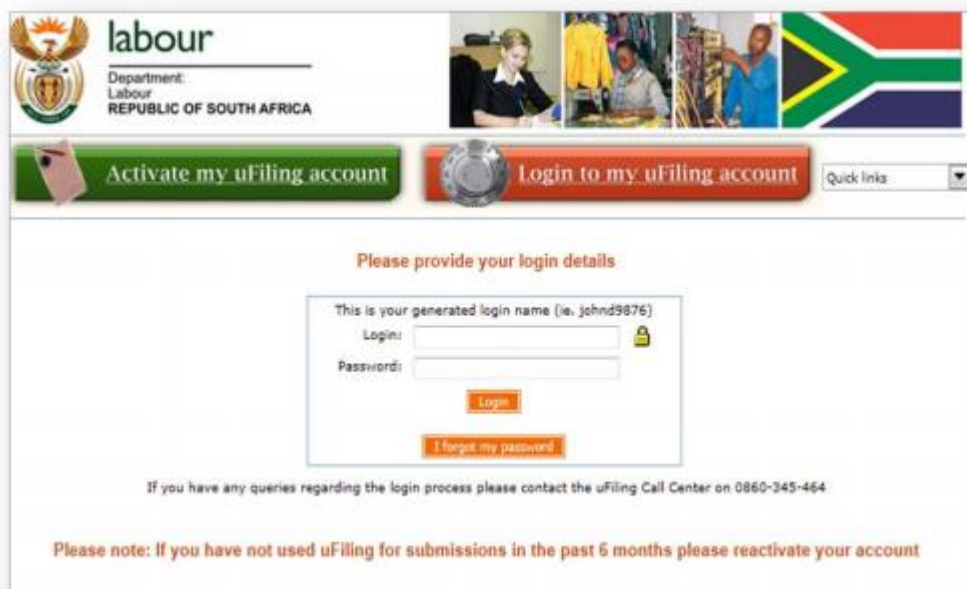 labour
Department:
Labour
REPUBLIC OF SOUTH AFRICA
Activate my uFiling account
Login to my uFiling account
Quick links
Please provide your login details
This is your generated login name (ie. johnd9876)
Login:
Password:
Login
I forgot my password
If you have any queries regarding the login process please contact the uFiling Call Center on 0860-345-464
Please note: If you have not used uFiling for submissions in the past 6 months please reactivate your account